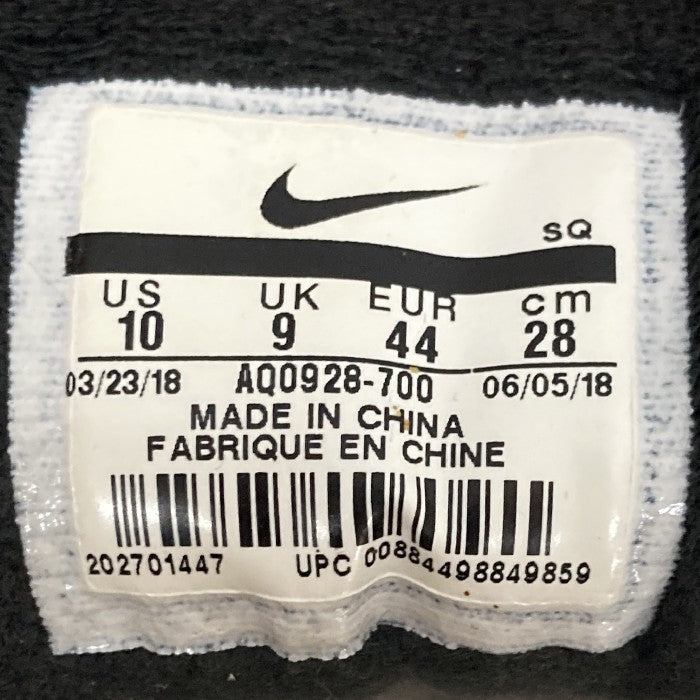 SQ
US UK EUR cm
10 9 44 28
03/23/18 AQ0928-700 06/05/18
MADE IN CHINA
FABRIQUE EN CHINE
202701447 UPC 00884498849859